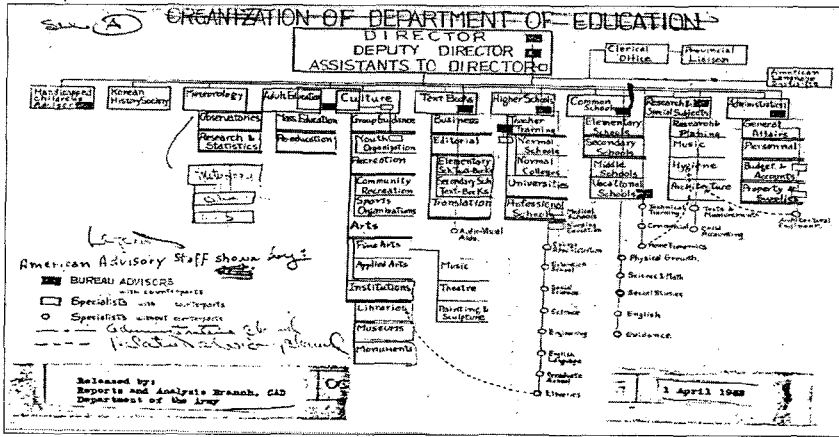 See A
ORGANIZATION OF DEPARTMENT OF EDUCATION
DIRECTOR
DEPUTY DIRECTOR
ASSISTANTS TO DIRECTOR
Clerical Office
Provincial Liaison
American Language Institute
Handicapped Children's
Korean History Society
Meteorology
Adult Education
Culture
Text Books
Higher Schools
Common Schools
Research & Special Subjects
Administration
Observatories
Research & Statistics
Mass Education
Re-education
Group Guidance
Youth Organization
Recreation
Community Recreation
Sports Organizations
Arts
Fine Arts
Applied Arts
Institutions
Libraries
Museums
Monuments
Music
Theatre
Painting & Sculpture
Business
Editorial
Elementary Sch. Text-Books
Secondary Sch. Text-Books
Translation
Audio-Visual Aids
Teacher Training
Normal Schools
Normal Colleges
Universities
Professional Schools
Medical Schools
Nursing Education
Social Science
Science
Engineering
English Language
Graduate School
Libraries
Elementary Schools
Secondary Schools
Middle Schools
Vocational Schools
Technical Training
Commercial
Home Economics
Physical Growth
Science & Math
Social Studies
English
Guidance
Research & Planning
Music
Hygiene
Architecture
Tests & Measurements
Child Accounting
General Affairs
Personnel
Budget & Accounts
Property & Supplies
Legend
American Advisory Staff shown by:
BUREAU ADVISORS
with counterparts
Specialists with counterparts
Specialists without counterparts
Released by:
Reports and Analysis Branch, CAD
Department of the Army
1 April 1948